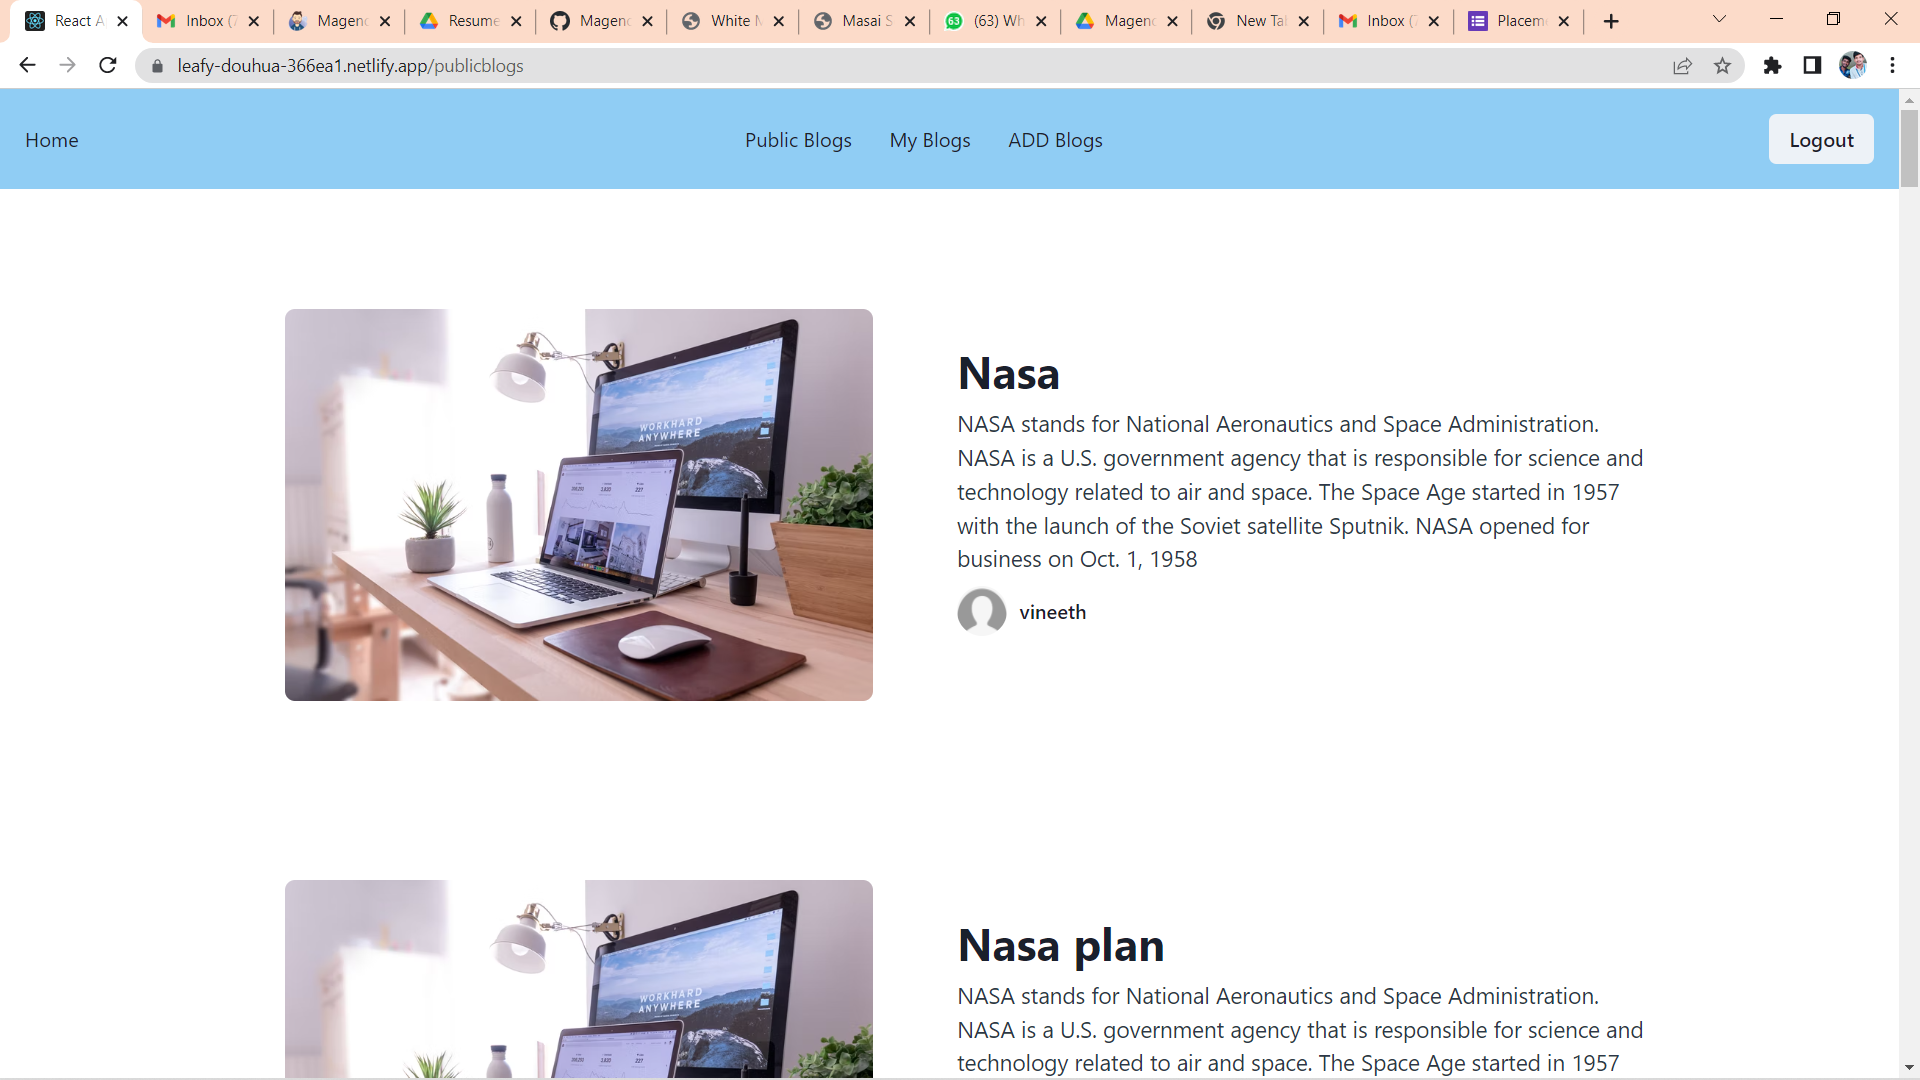 React A
Inbox (7
Magen
Resume
Magen
White M
Masai S
(63) Wh
Magen
New Tab
Inbox (7
Placem
leafy-douhua-366ea1.netlify.app/publicblogs
Home
Public Blogs
My Blogs
ADD Blogs
Logout
WORKHARD
ANYWHERE
Nasa
NASA stands for National Aeronautics and Space Administration.
NASA is a U.S. government agency that is responsible for science and
technology related to air and space. The Space Age started in 1957
with the launch of the Soviet satellite Sputnik. NASA opened for
business on Oct. 1, 1958
vineeth
WORKHARD
ANYWHERE
Nasa plan
NASA stands for National Aeronautics and Space Administration.
NASA is a U.S. government agency that is responsible for science and
technology related to air and space. The Space Age started in 1957